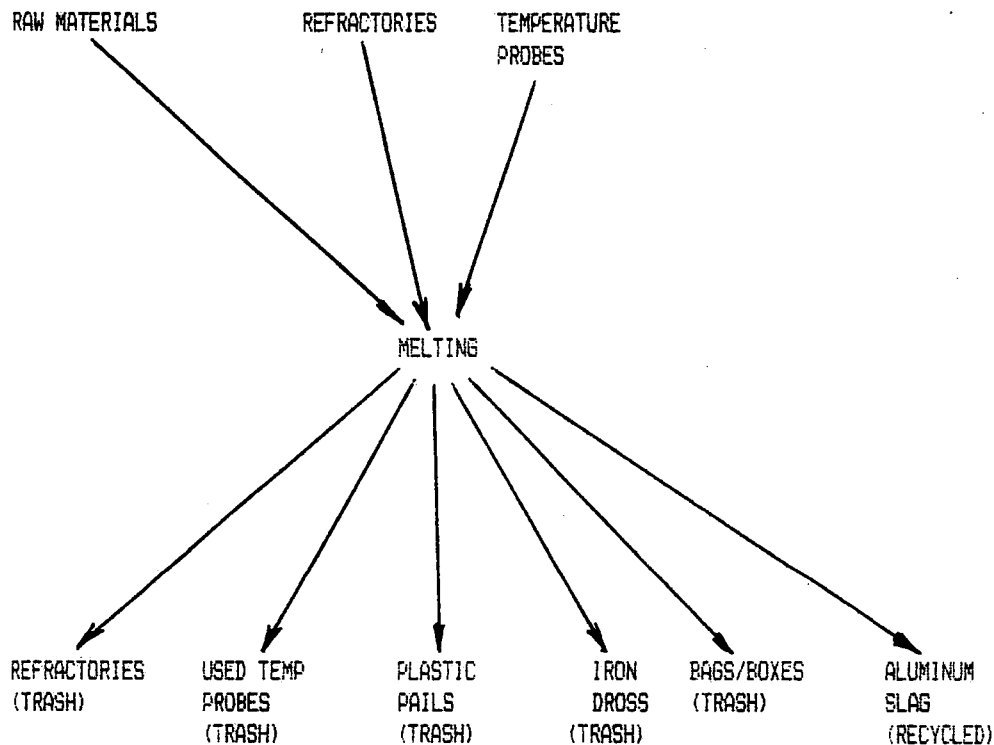 RAW MATERIALS
REFRACTORIES
TEMPERATURE
PROBES
MELTING
REFRACTORIES
(TRASH)
USED TEMP
PROBES
(TRASH)
PLASTIC
PAILS
(TRASH)
IRON
DROSS
(TRASH)
BAGS/BOXES
(TRASH)
ALUMINUM
SLAG
(RECYCLED)